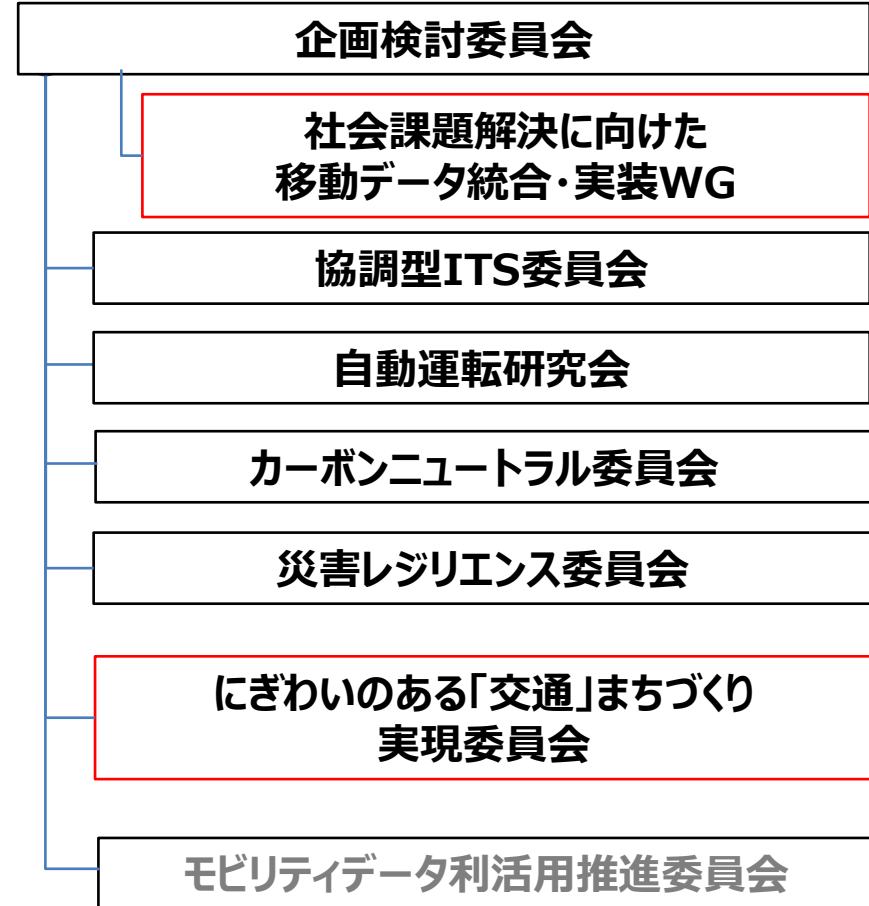 企画検討委員会
社会課題解決に向けた
移動データ統合・実装WG
協調型ITS委員会
自動運転研究会
カーボンニュートラル委員会
災害レジリエンス委員会
にぎわいのある「交通」まちづくり
実現委員会
モビリティデータ利活用推進委員会